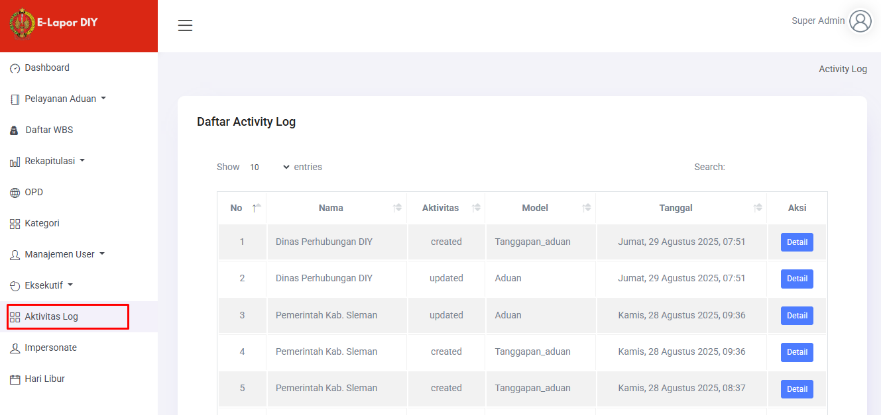 E-Lapor DIY
Super Admin
Dashboard
Activity Log
Pelayanan Aduan
Daftar Activity Log
Daftar WBS
Rekapitulasi
Show 10 entries Search:
OPD
No Nama Aktivitas Model Tanggal Aksi
Kategori
1 Dinas Perhubungan DIY created Tanggapan_aduan Jumat, 29 Agustus 2025, 07:51 Detail
Manajemen User
2 Dinas Perhubungan DIY updated Aduan Jumat, 29 Agustus 2025, 07:51 Detail
Eksekutif
3 Pemerintah Kab. Sleman updated Aduan Kamis, 28 Agustus 2025, 09:36 Detail
Aktivitas Log
4 Pemerintah Kab. Sleman created Tanggapan_aduan Kamis, 28 Agustus 2025, 09:36 Detail
Impersonate
5 Pemerintah Kab. Sleman created Tanggapan_aduan Kamis, 28 Agustus 2025, 08:37 Detail
Hari Libur